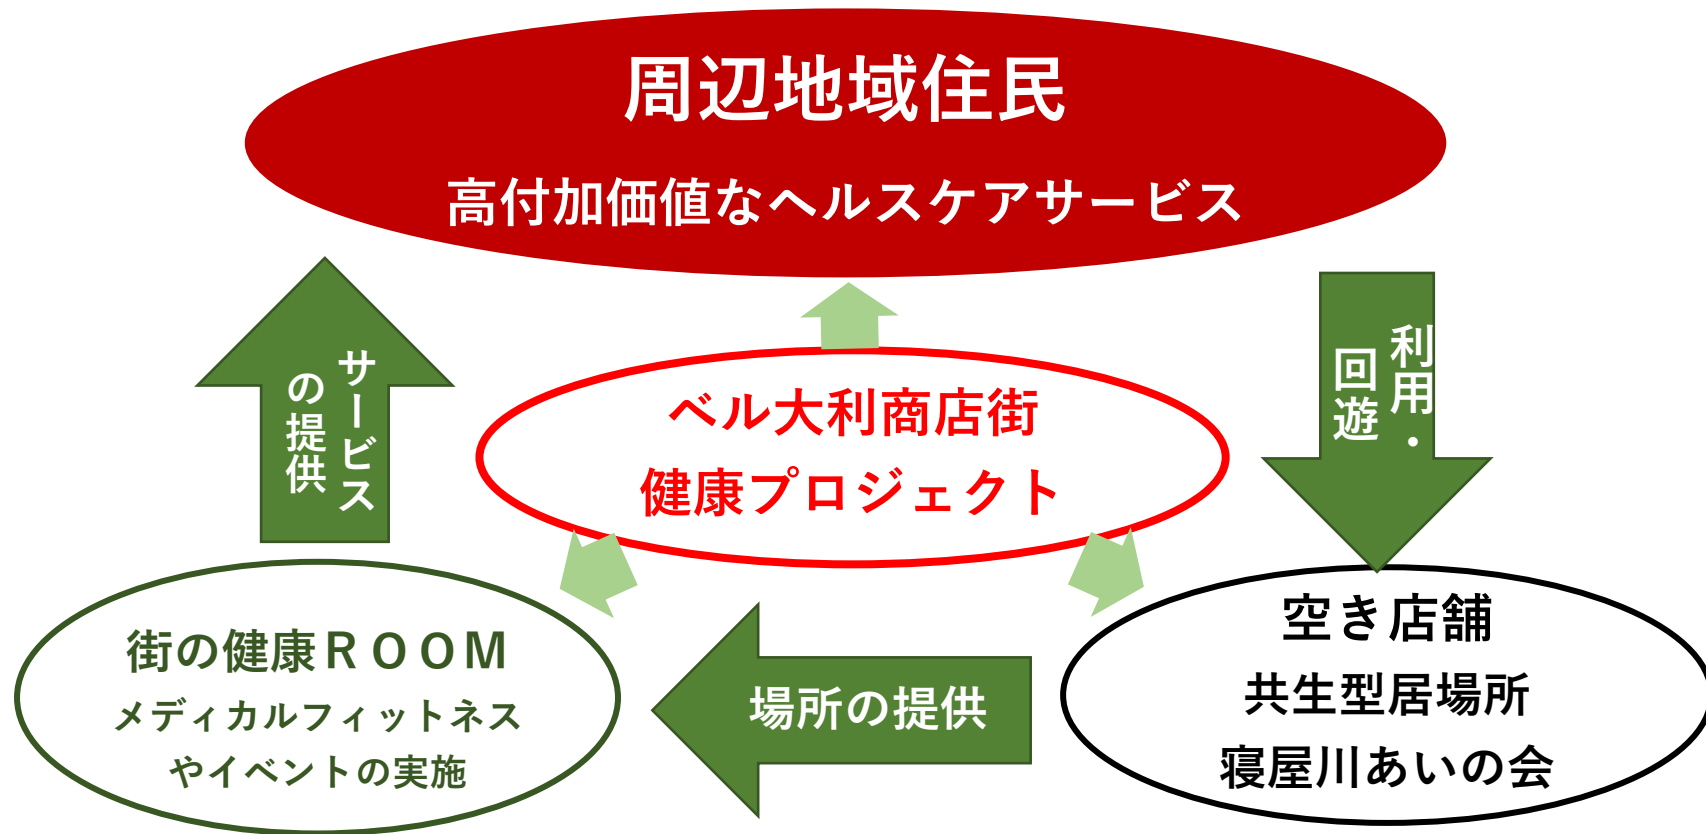 周辺地域住民
高付加価値なヘルスケアサービス
サービス
の提供
利用・
回遊
ベル大利商店街
健康プロジェクト
街の健康ＲＯＯＭ
メディカルフィットネス
やイベントの実施
場所の提供
空き店舗
共生型居場所
寝屋川あいの会